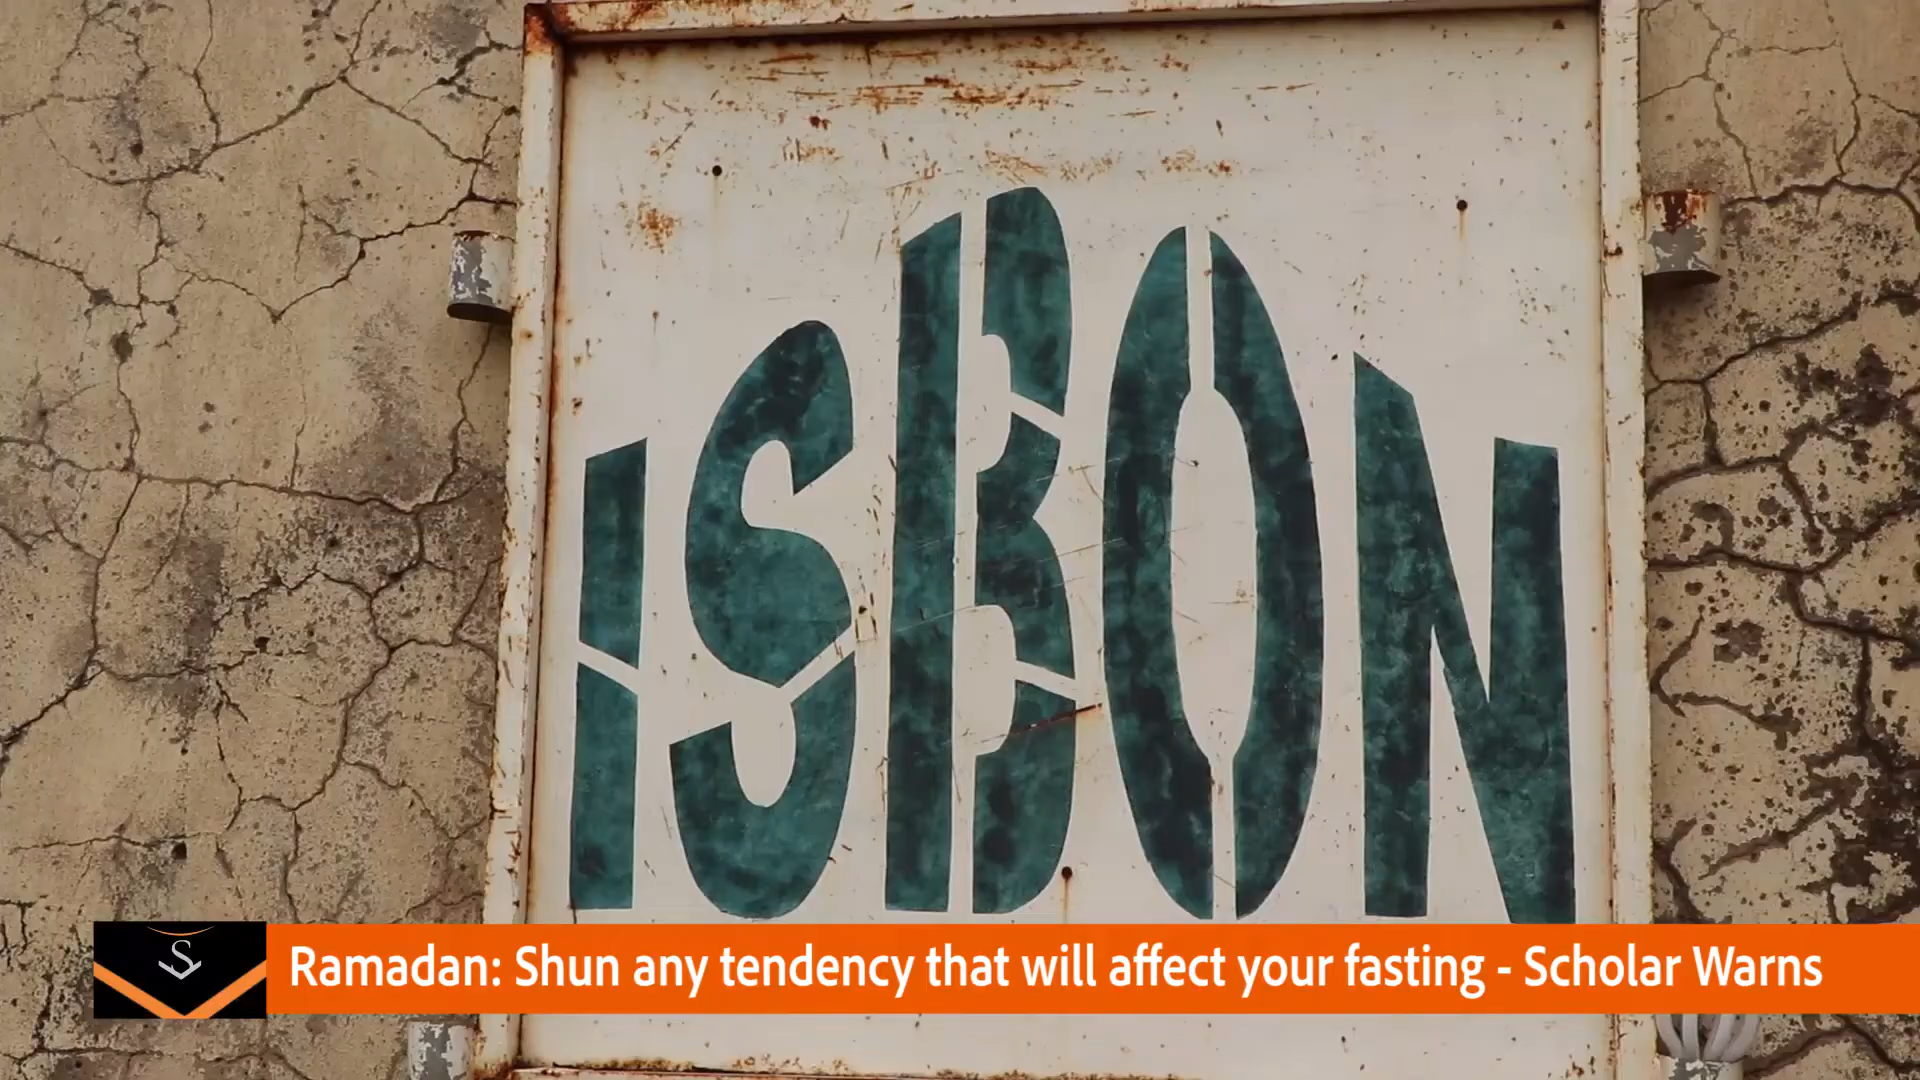 ISBON
S
Ramadan: Shun any tendency that will affect your fasting - Scholar Warns